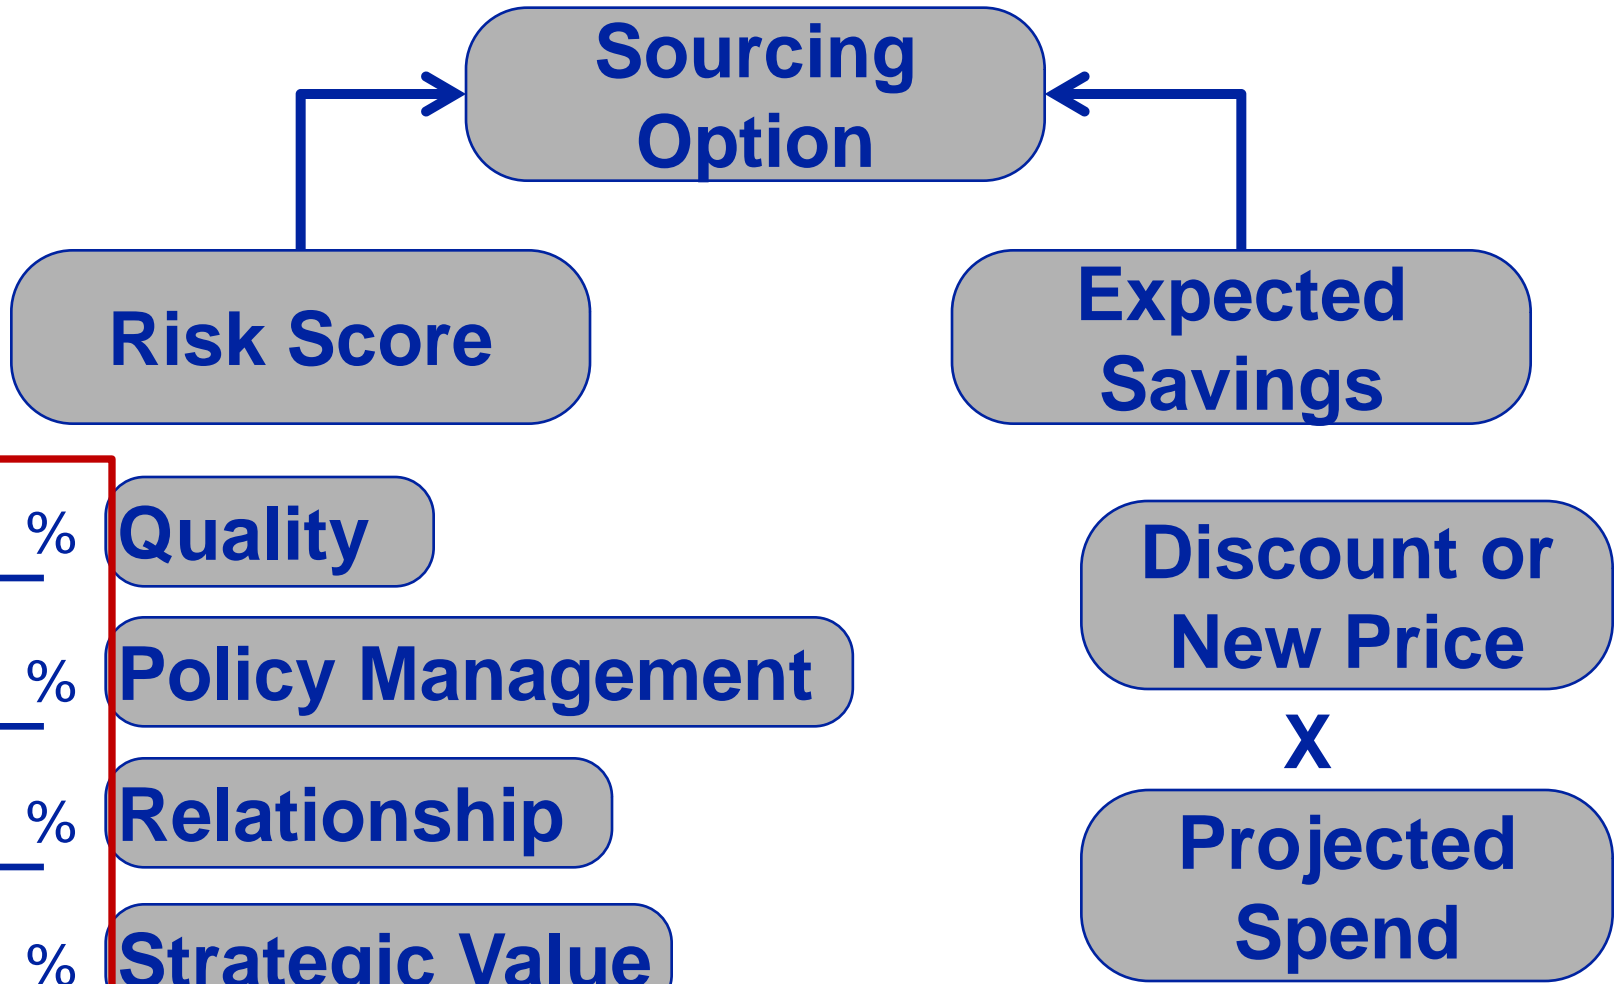 Sourcing
Option
Risk Score
Expected
Savings
% Quality
% Policy Management
% Relationship
% Strategic Value
Discount or
New Price
X
Projected
Spend